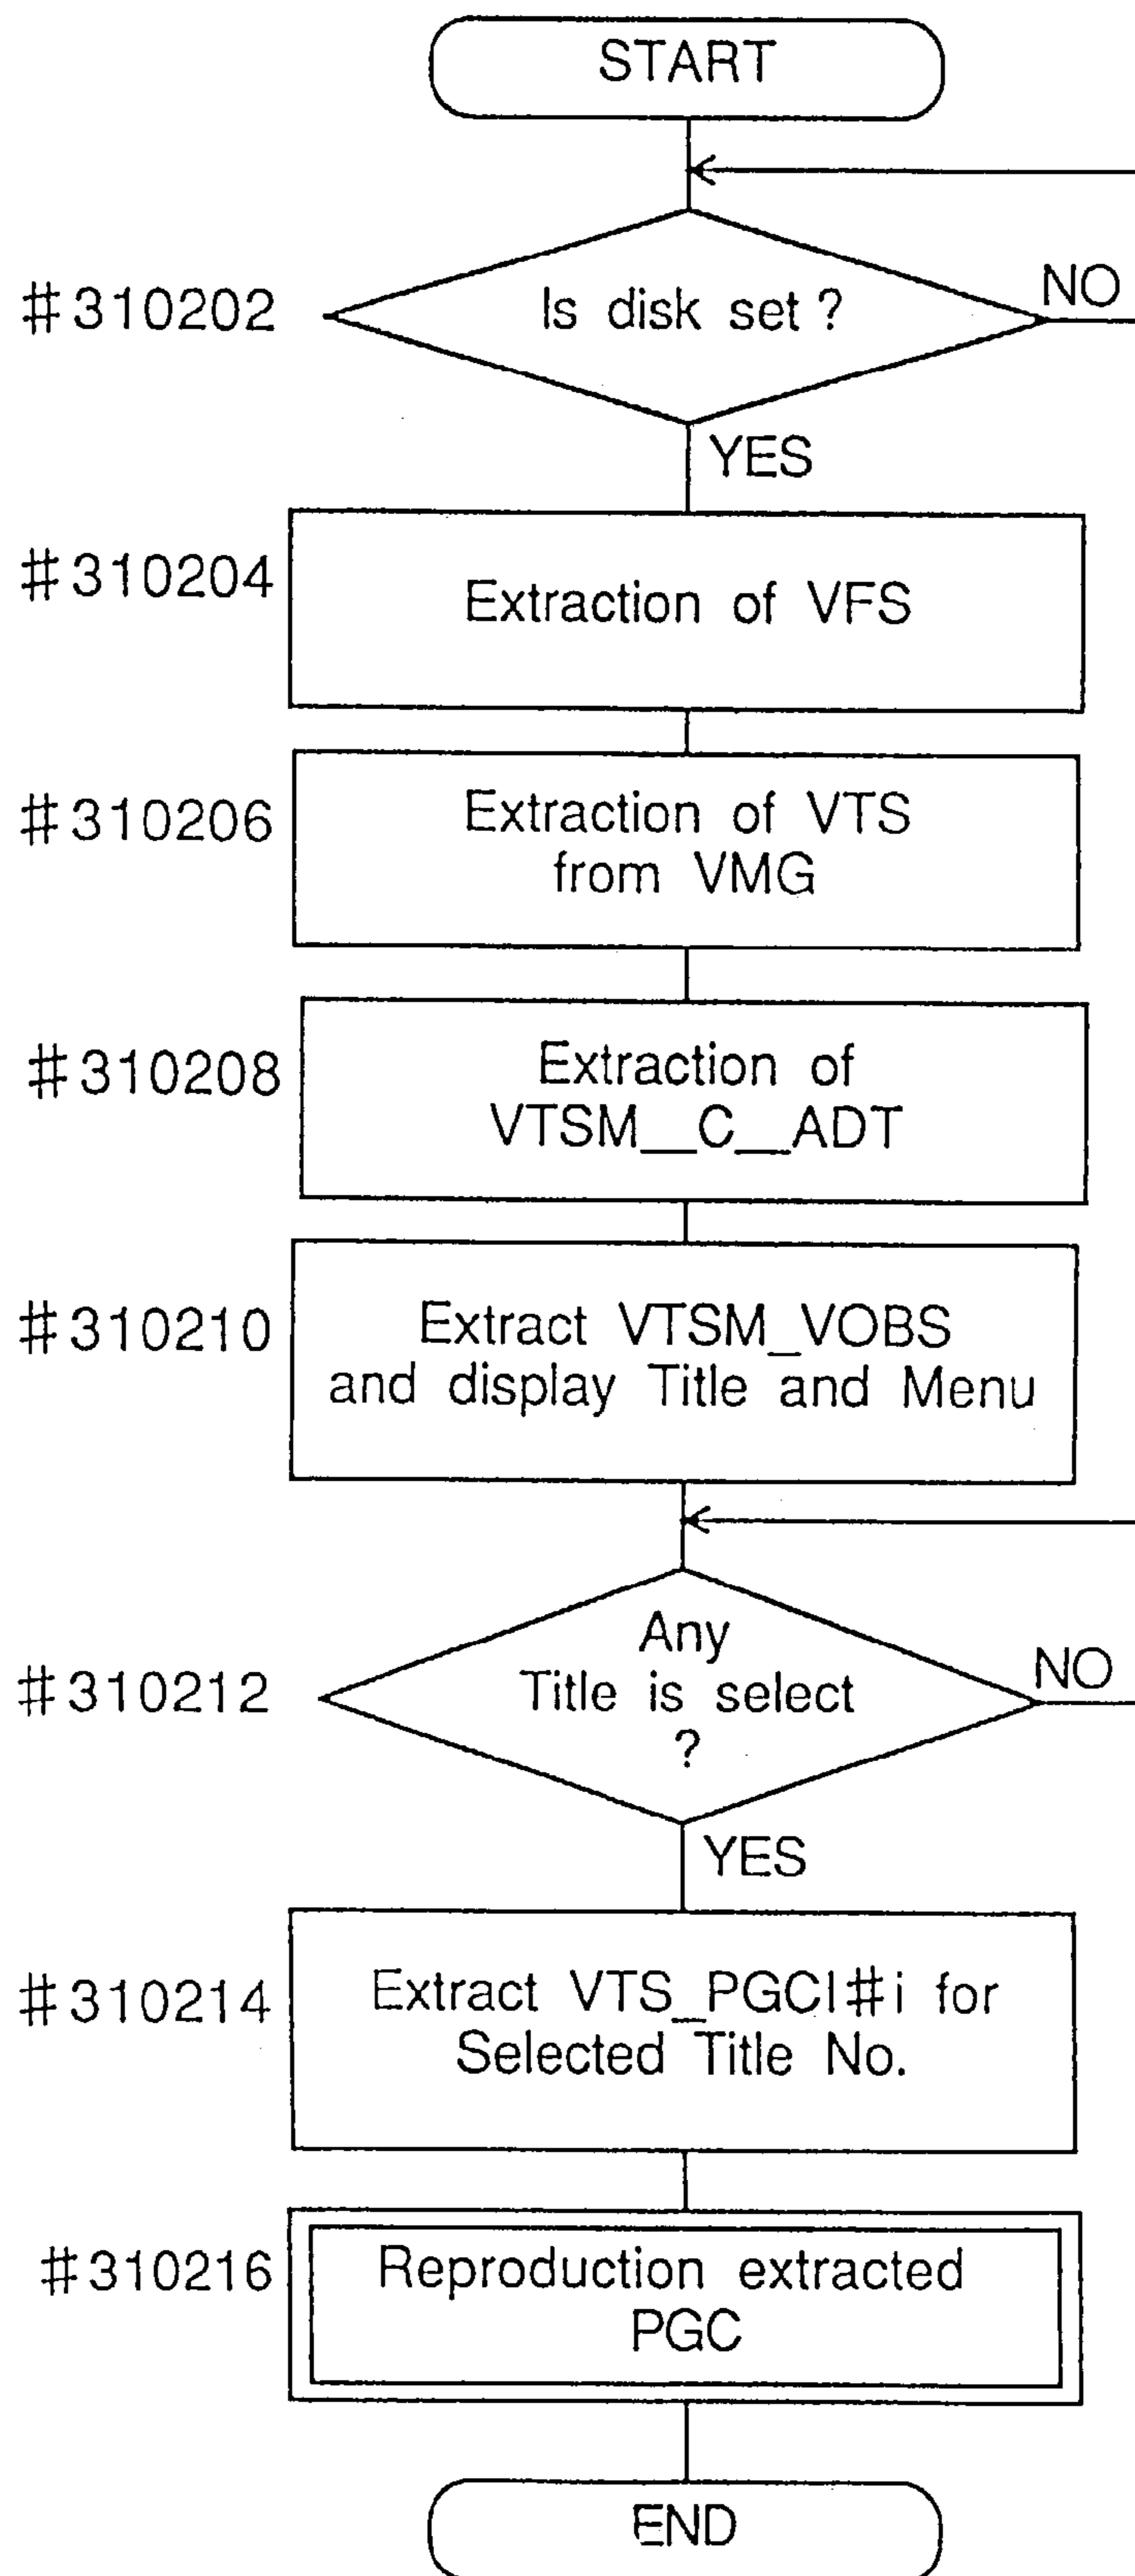 START
#310202
Is disk set ?
NO
YES
#310204
Extraction of VFS
#310206
Extraction of VTS
from VMG
#310208
Extraction of
VTSM__C__ADT
#310210
Extract VTSM_VOBS
and display Title and Menu
#310212
Any
Title is select
?
NO
YES
#310214
Extract VTS_PGCI#i for
Selected Title No.
#310216
Reproduction extracted
PGC
END